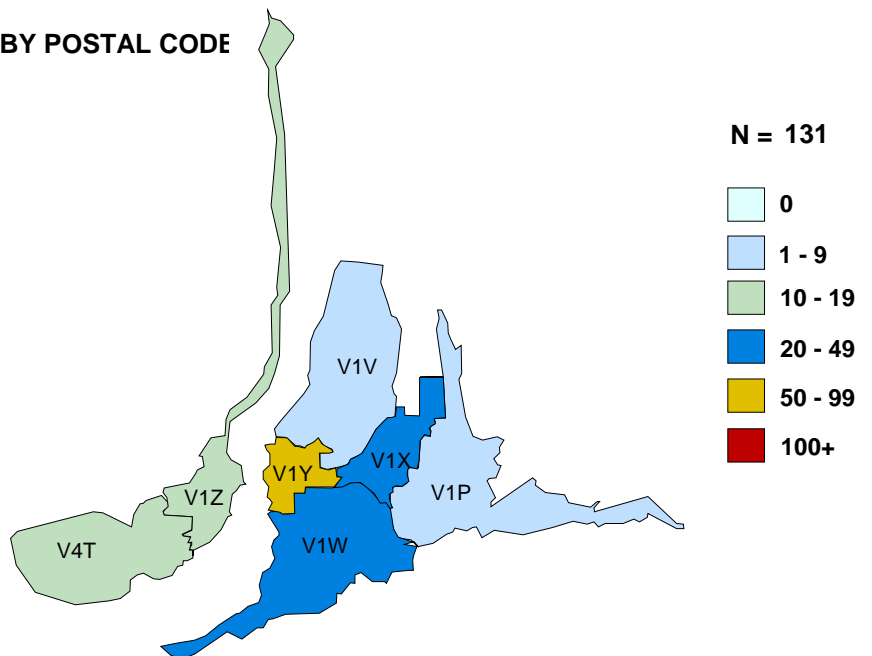 BY POSTAL CODE
N = 131
0
1 - 9
10 - 19
20 - 49
50 - 99
100+
V1V
V1X
V1Y
V1P
V1Z
V1W
V4T